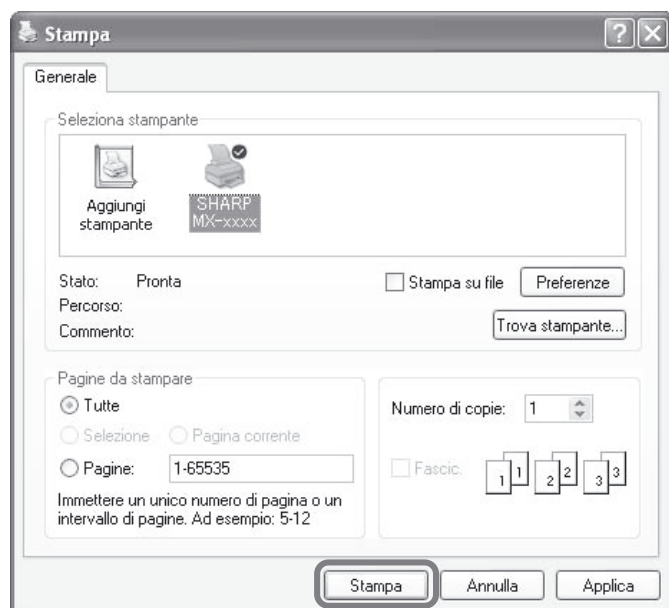 Stampa
Generale
Seleziona stampante
Aggiungi
stampante
SHARP
MX-xxxx
Stato: Pronta
Percorso:
Commento:
Stampa su file
Preferenze
Trova stampante...
Pagine da stampare
Tutte
Selezione Pagina corrente
Pagine: 1-65535
Immettere un unico numero di pagina o un
intervallo di pagine. Ad esempio: 5-12
Numero di copie: 1
Fascic.
1 1 2 2 3 3
Stampa Annulla Applica